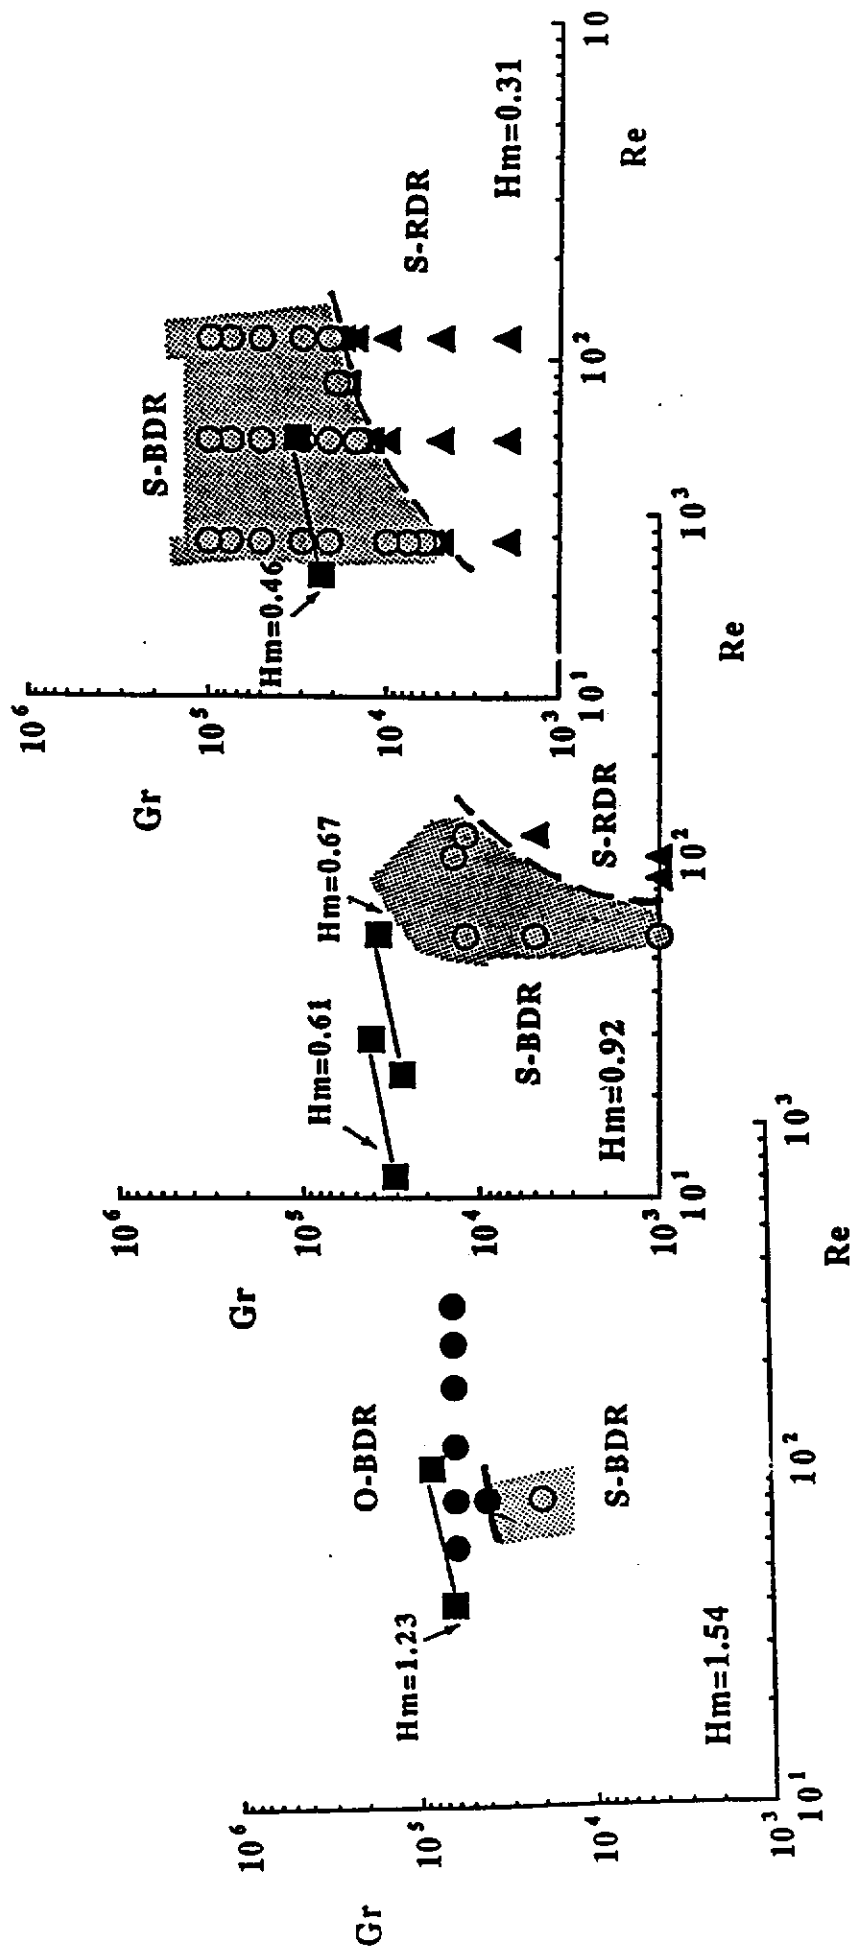 Gr
10⁶
10⁵
10⁴
10³
10¹
10²
10³
Re
Hm=1.23
O-BDR
S-BDR
Hm=1.54
Gr
10⁶
10⁵
10⁴
10³
10¹
10²
10³
Re
Hm=0.61
Hm=0.67
S-BDR
S-RDR
Hm=0.92
Gr
10⁶
10⁵
10⁴
10³
10¹
10²
10
Re
Hm=0.46
S-BDR
S-RDR
Hm=0.31